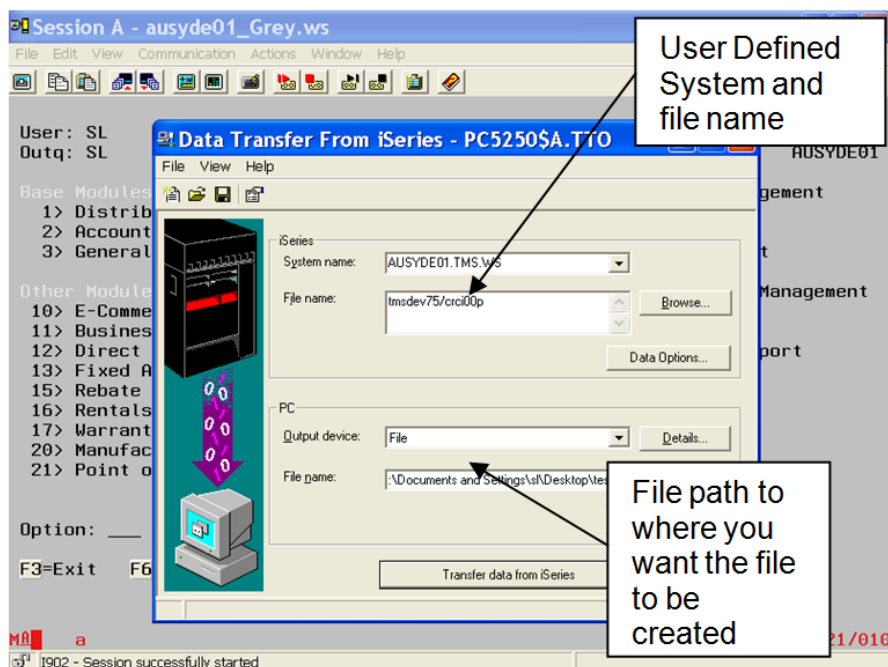 Session A - ausyde01_Grey.ws
File Edit View Communication Actions Window Help
User Defined
System and
file name
User: SL
Outq: SL
AUSYDE01
Data Transfer From iSeries - PC5250$A.TTO
File View Help
Base Modules
gement
1> Distrib
2> Account
3> General
t
Other Module
Management
10> E-Comme
11> Busines
12> Direct
port
13> Fixed A
15> Rebate
16> Rentals
17> Warrant
20> Manufac
21> Point o
Option:
F3=Exit F6
iSeries
System name: AUSYDE01.TMS.WS
File name: tmsdev75/crci00p
Browse...
Data Options...
PC
Output device: File
Details...
File name: :\Documents and Settings\sl\Desktop\tes
Transfer data from iSeries
File path to
where you
want the file
to be
created
MA a
21/010
I902 - Session successfully started